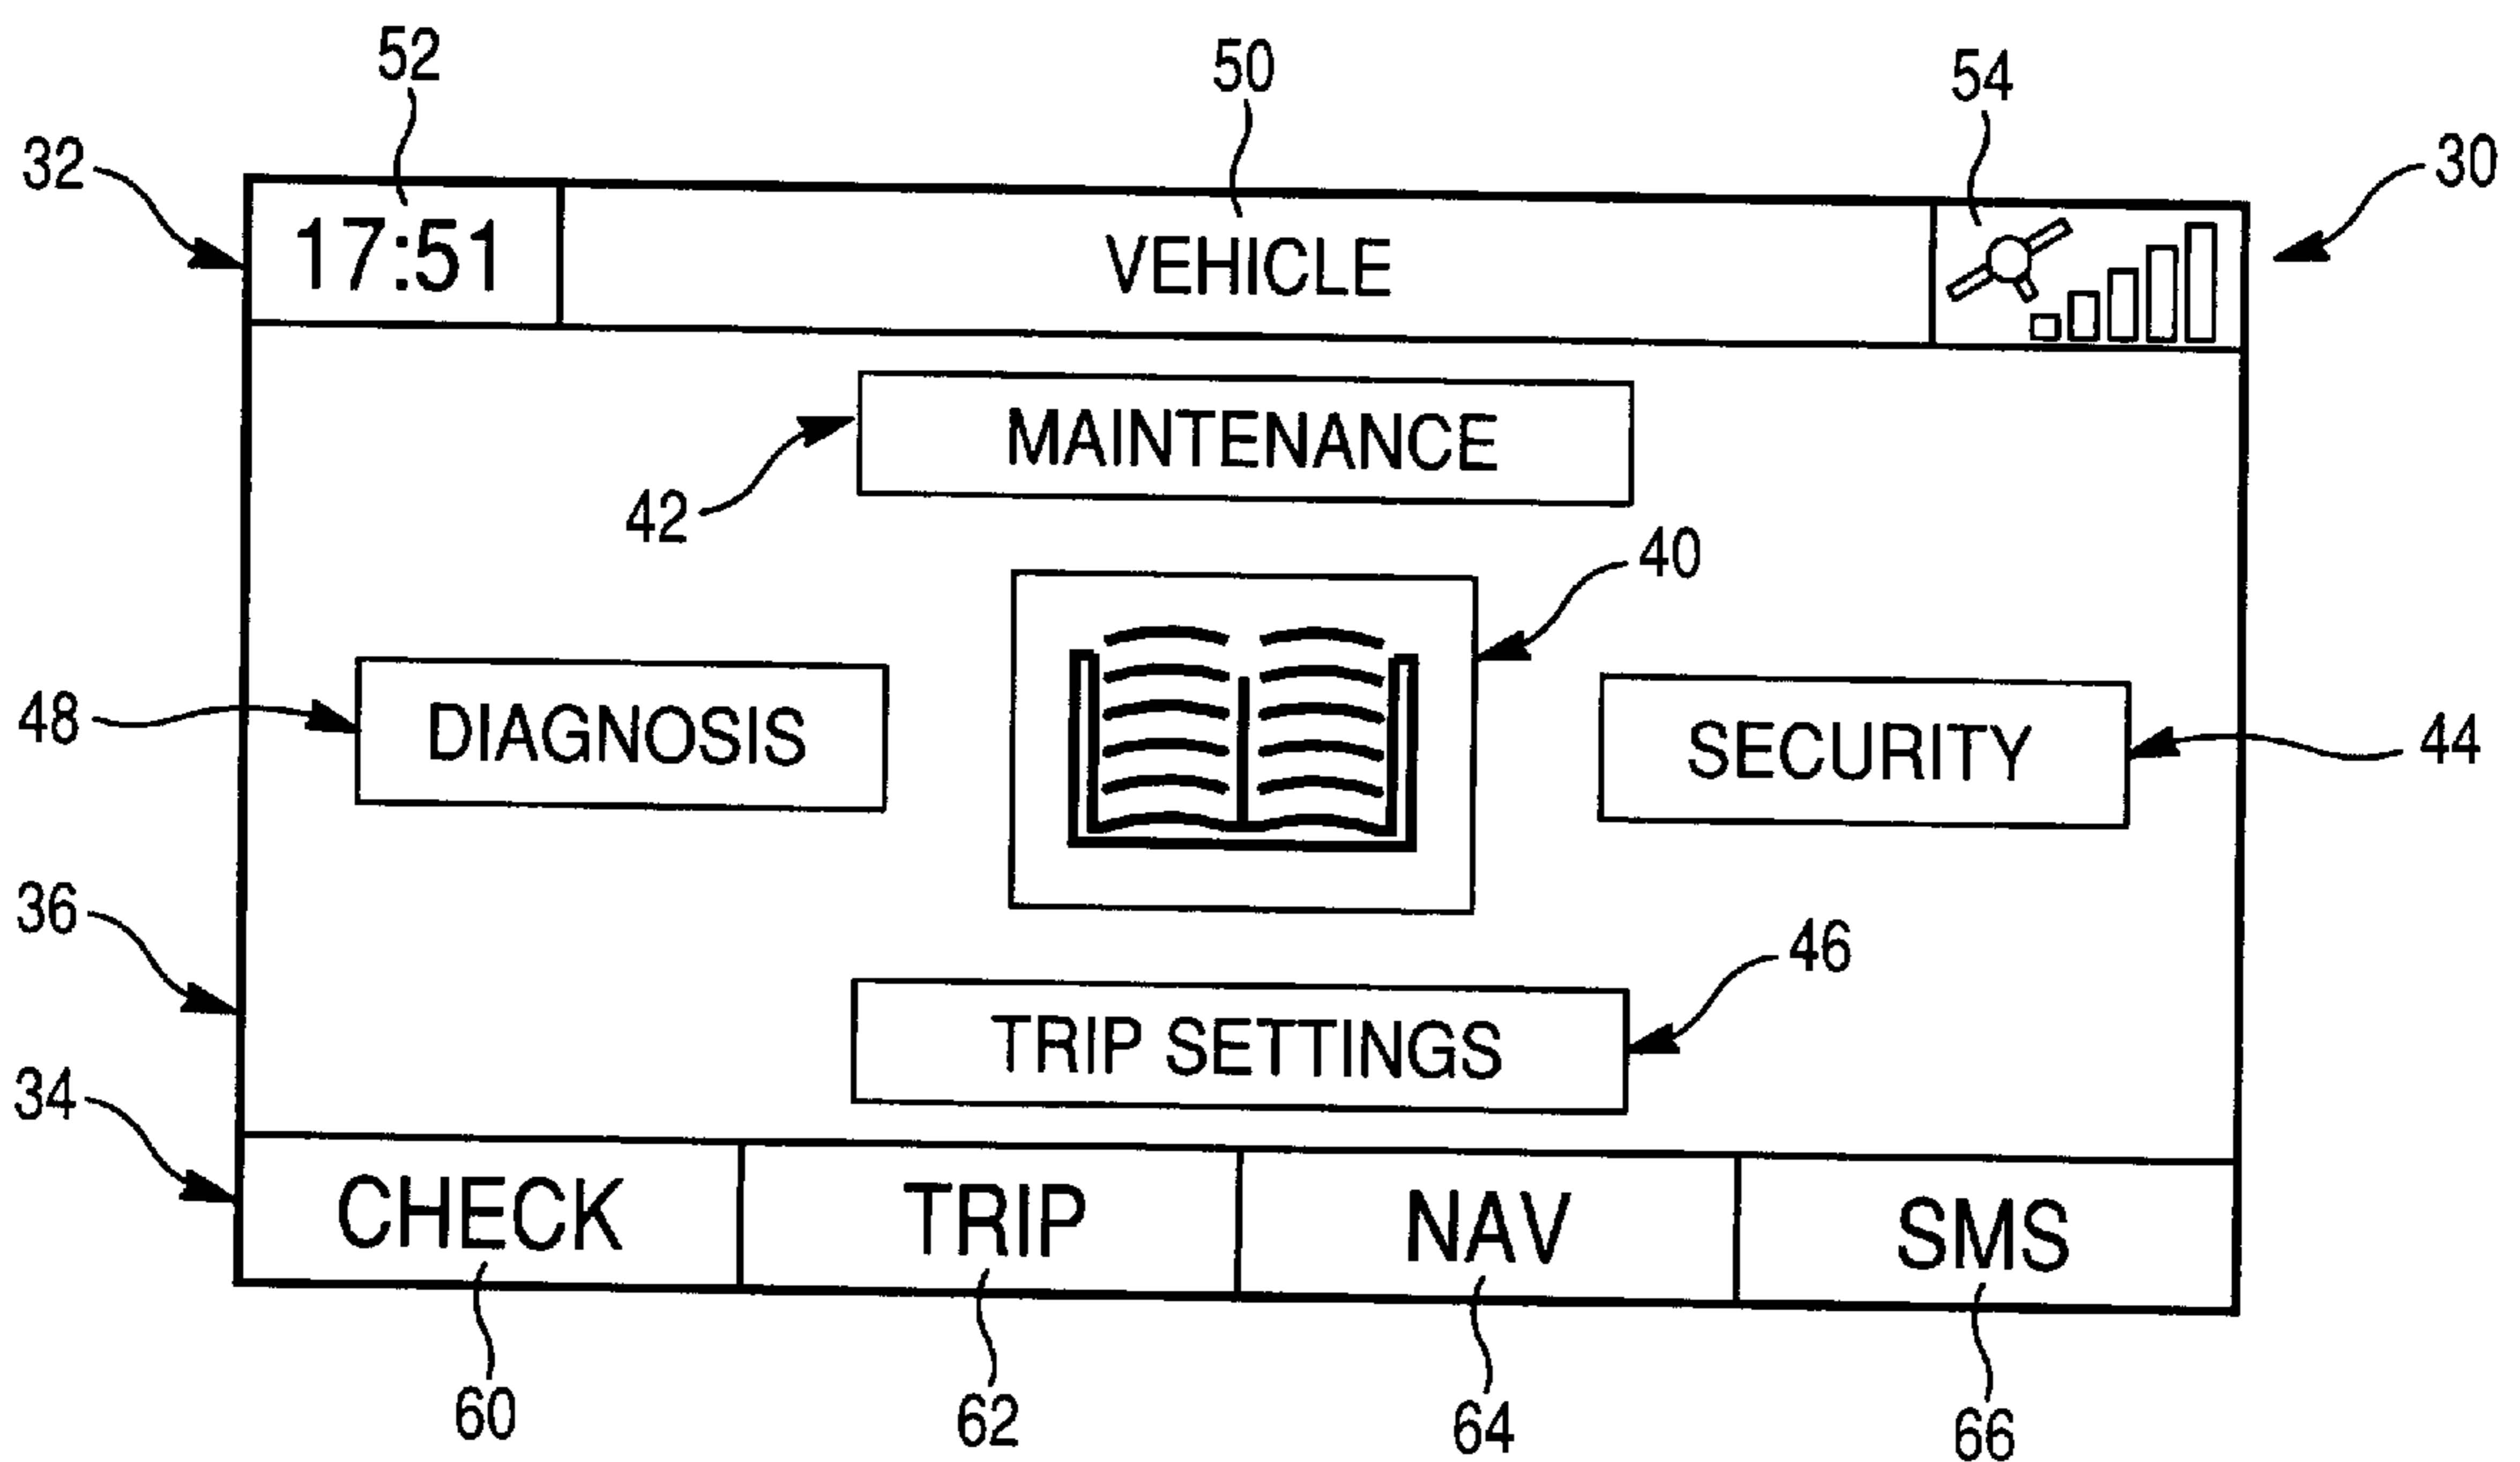 52
50
54
32
30
17:51
VEHICLE
MAINTENANCE
42
40
48
DIAGNOSIS
SECURITY
44
36
46
TRIP SETTINGS
34
CHECK
TRIP
NAV
SMS
60
62
64
66